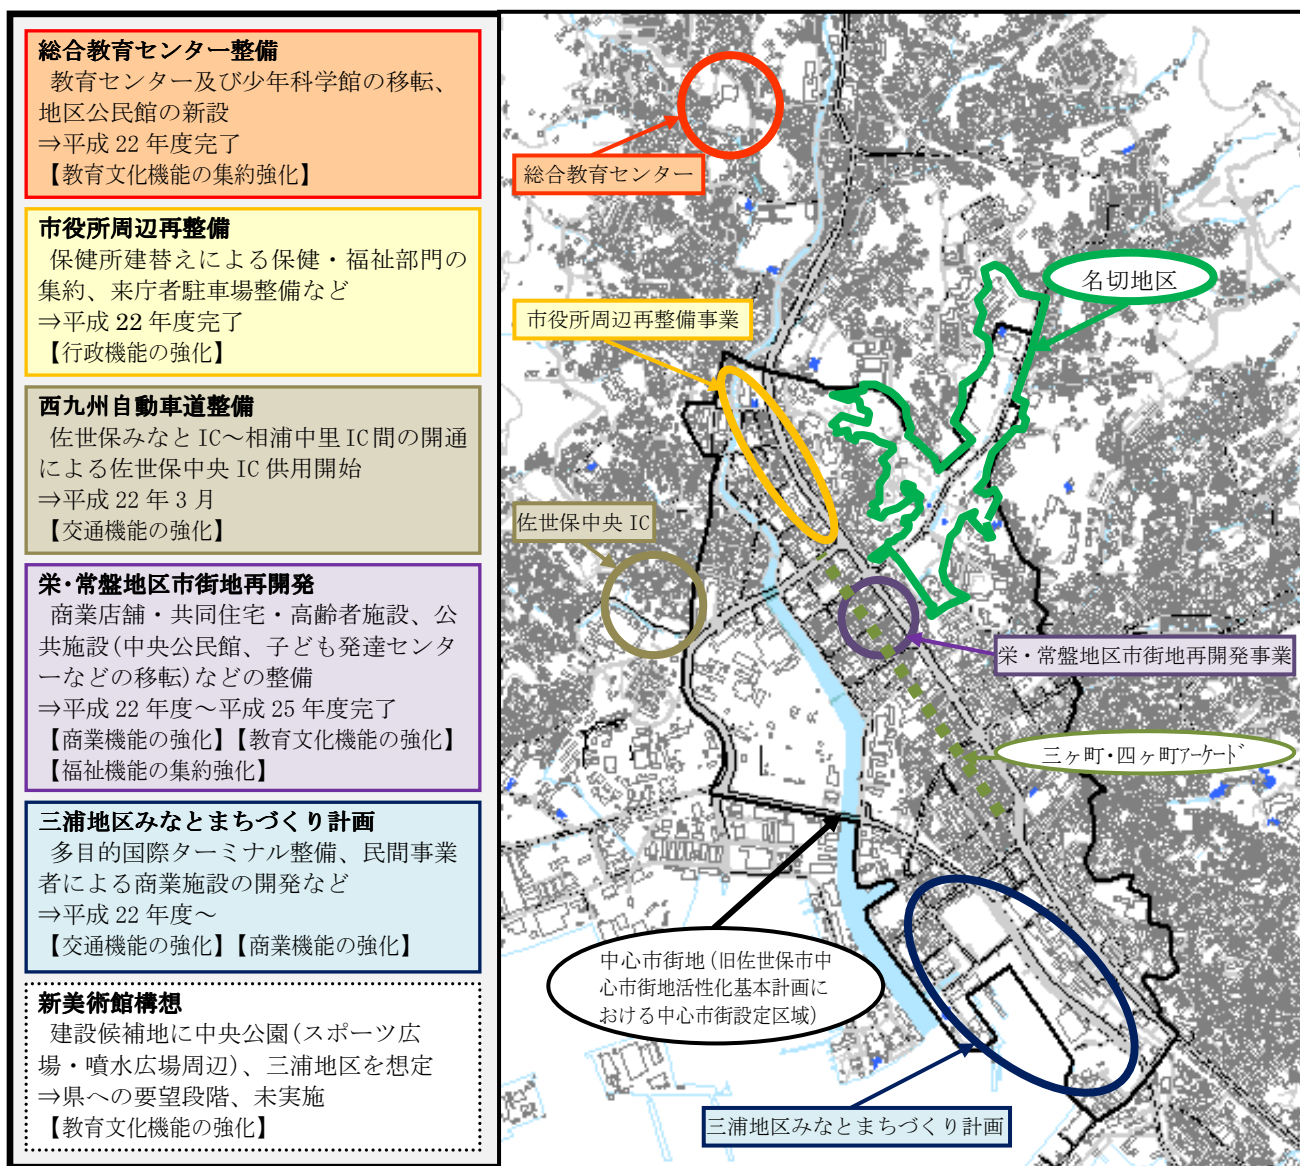 総合教育センター整備
教育センター及び少年科学館の移転、
地区公民館の新設
⇒平成 22 年度完了
【教育文化機能の集約強化】
市役所周辺再整備
保健所建替えによる保健・福祉部門の
集約、来庁者駐車場整備など
⇒平成 22 年度完了
【行政機能の強化】
西九州自動車道整備
佐世保みなと IC～相浦中里 IC 間の開通
による佐世保中央 IC 供用開始
⇒平成 22 年 3 月
【交通機能の強化】
栄・常盤地区市街地再開発
商業店舗・共同住宅・高齢者施設、公
共施設(中央公民館、子ども発達センタ
ーなどの移転)などの整備
⇒平成 22 年度～平成 25 年度完了
【商業機能の強化】【教育文化機能の強化】
【福祉機能の集約強化】
三浦地区みなとまちづくり計画
多目的国際ターミナル整備、民間事業
者による商業施設の開発など
⇒平成 22 年度～
【交通機能の強化】【商業機能の強化】
新美術館構想
建設候補地に中央公園(スポーツ広
場・噴水広場周辺)、三浦地区を想定
⇒県への要望段階、未実施
【教育文化機能の強化】
総合教育センター
名切地区
市役所周辺再整備事業
佐世保中央 IC
栄・常盤地区市街地再開発事業
三ヶ町・四ヶ町アーケード
中心市街地(旧佐世保市中
心市街地活性化基本計画に
おける中心市街設定区域)
三浦地区みなとまちづくり計画